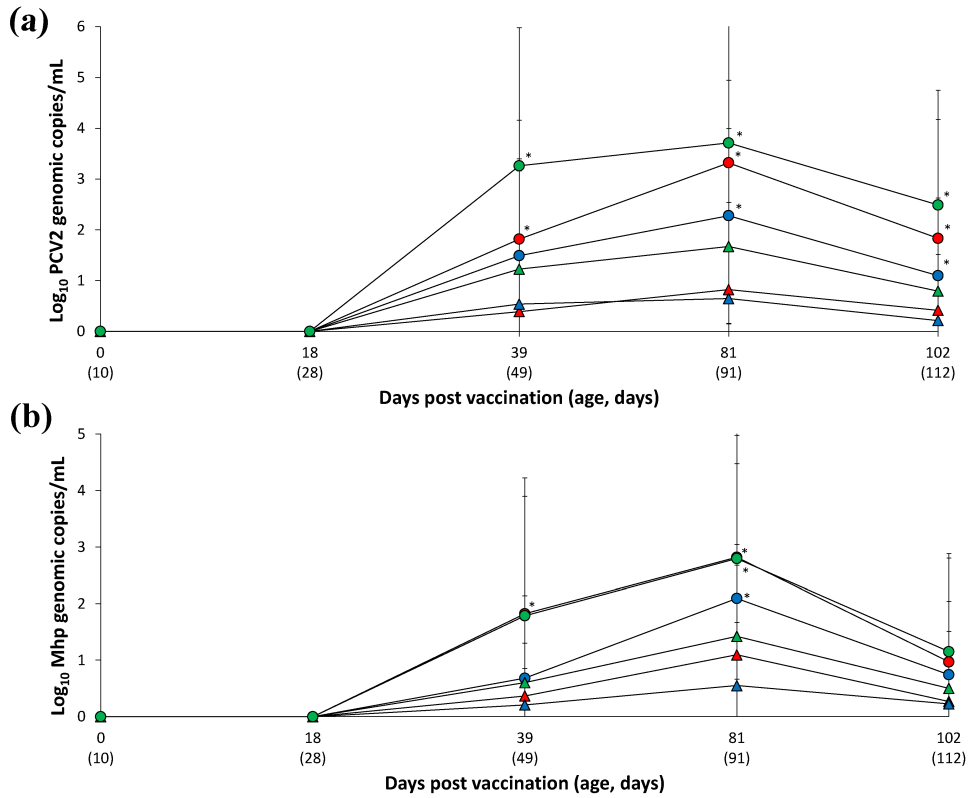 (a)
Log10 PCV2 genomic copies/mL
6
5
4
3
2
1
0
* * * * * * * *
0 18 39 81 102
(10) (28) (49) (91) (112)
Days post vaccination (age, days)
(b)
Log10 Mhp genomic copies/mL
5
4
3
2
1
0
* * * *
0 18 39 81 102
(10) (28) (49) (91) (112)
Days post vaccination (age, days)